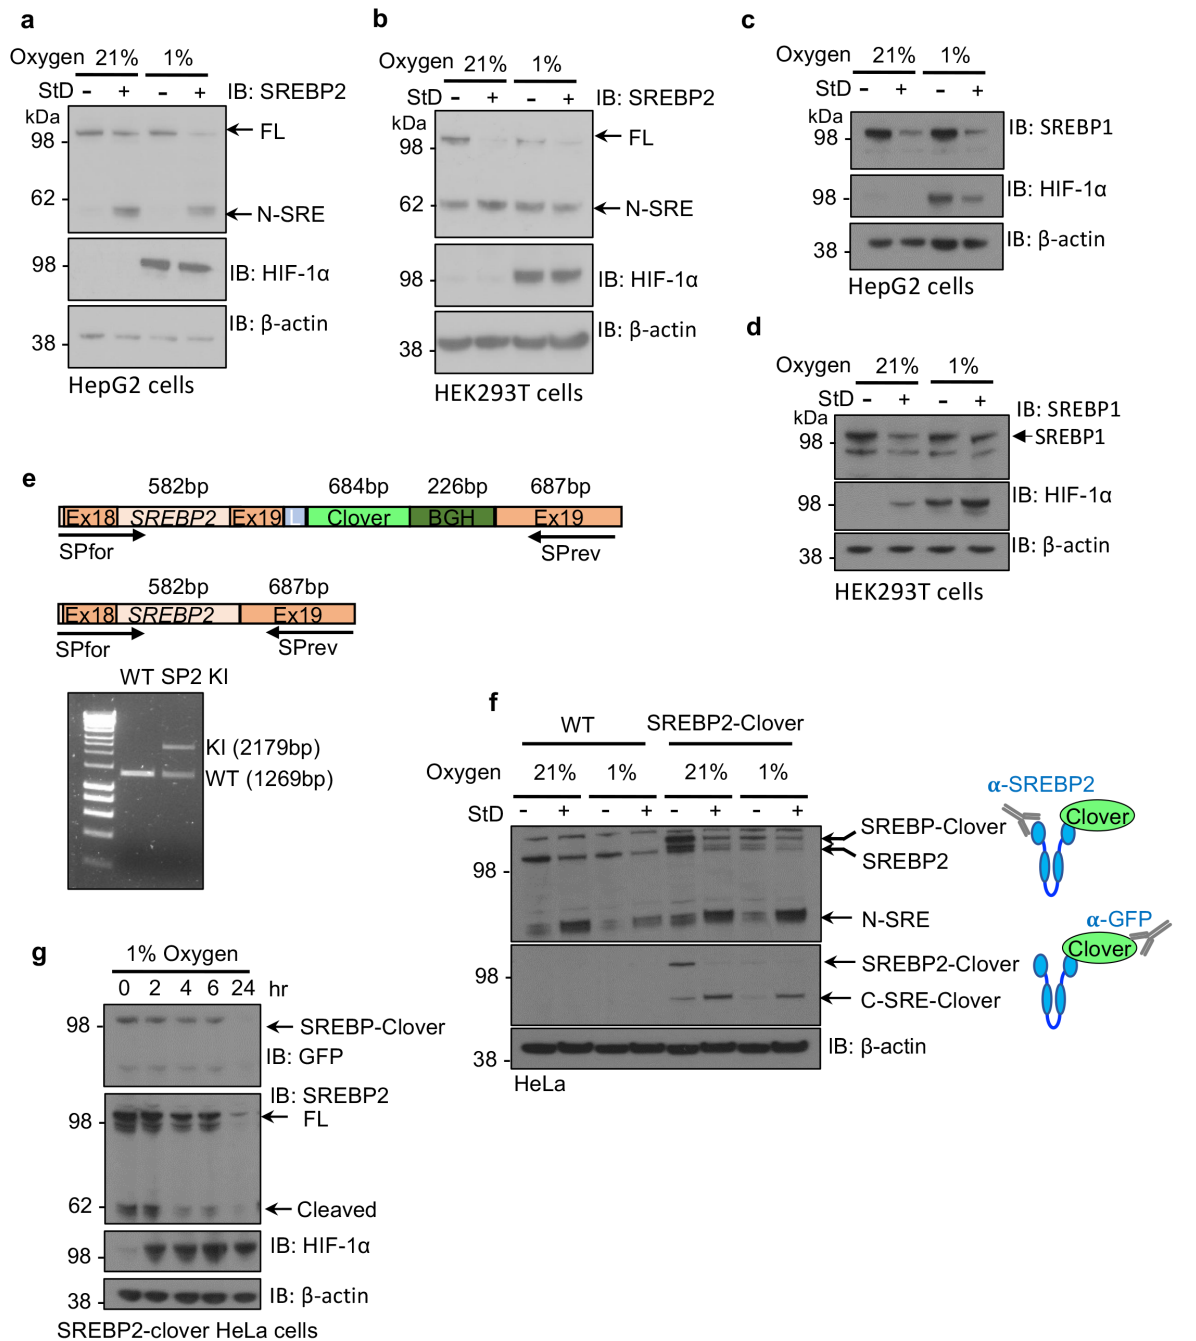 a
Oxygen 21% 1%
StD - + - + IB: SREBP2
kDa
98 -
FL
62 -
N-SRE
98 -
IB: HIF-1α
IB: β-actin
38 -
HepG2 cells
b
Oxygen 21% 1%
StD - + - + IB: SREBP2
kDa
98 -
FL
62 -
N-SRE
98 -
IB: HIF-1α
IB: β-actin
38 -
HEK293T cells
c
Oxygen 21% 1%
StD - + - +
kDa
98 -
IB: SREBP1
98 -
IB: HIF-1α
IB: β-actin
38 -
HepG2 cells
d
Oxygen 21% 1%
StD - + - +
IB: SREBP1
kDa
98 -
SREBP1
IB: HIF-1α
98 -
IB: β-actin
38 -
HEK293T cells
e
582bp 684bp 226bp 687bp
Ex18 SREBP2 Ex19 L Clover BGH Ex19
SPfor SPrev
582bp 687bp
Ex18 SREBP2 Ex19
SPfor SPrev
WT SP2 KI
KI (2179bp)
WT (1269bp)
f
WT SREBP2-Clover
Oxygen 21% 1% 21% 1%
StD - + - + - + - +
SREBP-Clover
SREBP2
98 -
N-SRE
SREBP2-Clover
98 -
C-SRE-Clover
IB: β-actin
38 -
HeLa
α-SREBP2
Clover
α-GFP
Clover
g
1% Oxygen
0 2 4 6 24 hr
98 -
SREBP-Clover
IB: GFP
IB: SREBP2
FL
98 -
62 -
Cleaved
IB: HIF-1α
98 -
IB: β-actin
38 -
SREBP2-clover HeLa cells